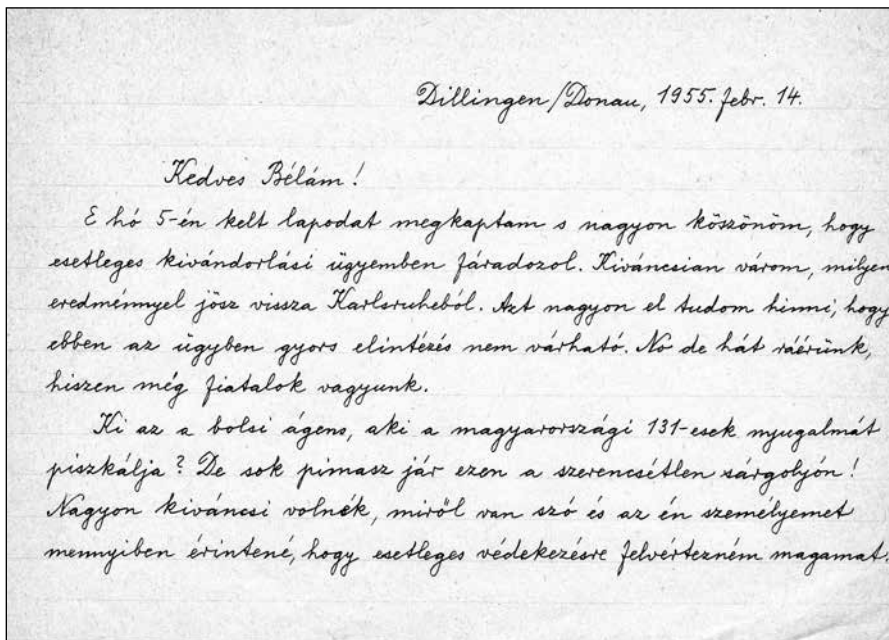 Dillingen/Donau, 1955. febr. 14.
Kedves Bélám!
E hó 5-én kelt lapodat megkaptam s nagyon köszönöm, hogy
esetleges kivándorlási ügyemben fáradozol. Kiváncsian várom, milyen
eredménnyel jösz vissza Karlsruheból. Azt nagyon el tudom hinni, hogy
ebben az ügyben gyors elintézés nem várható. No de hát ráérünk,
hiszen még fiatalok vagyunk.
Ki az a bolsi ágens, aki a magyarországi 131-esek nyugalmát
piszkálja? De sok pimasz jár ezen a szerencsétlen sárgolyón!
Nagyon kiváncsi volnék, miről van szó és az én személyemet
mennyiben érintené, hogy esetleges védekezésre felvértezném magamat.